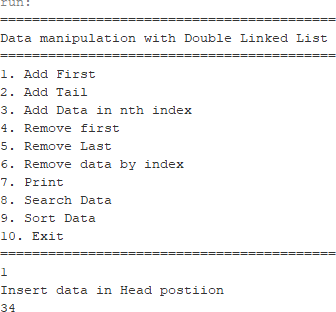 run:
==========================================
Data manipulation with Double Linked List
==========================================
1. Add First
2. Add Tail
3. Add Data in nth index
4. Remove first
5. Remove Last
6. Remove data by index
7. Print
8. Search Data
9. Sort Data
10. Exit
==========================================
1
Insert data in Head postiion
34